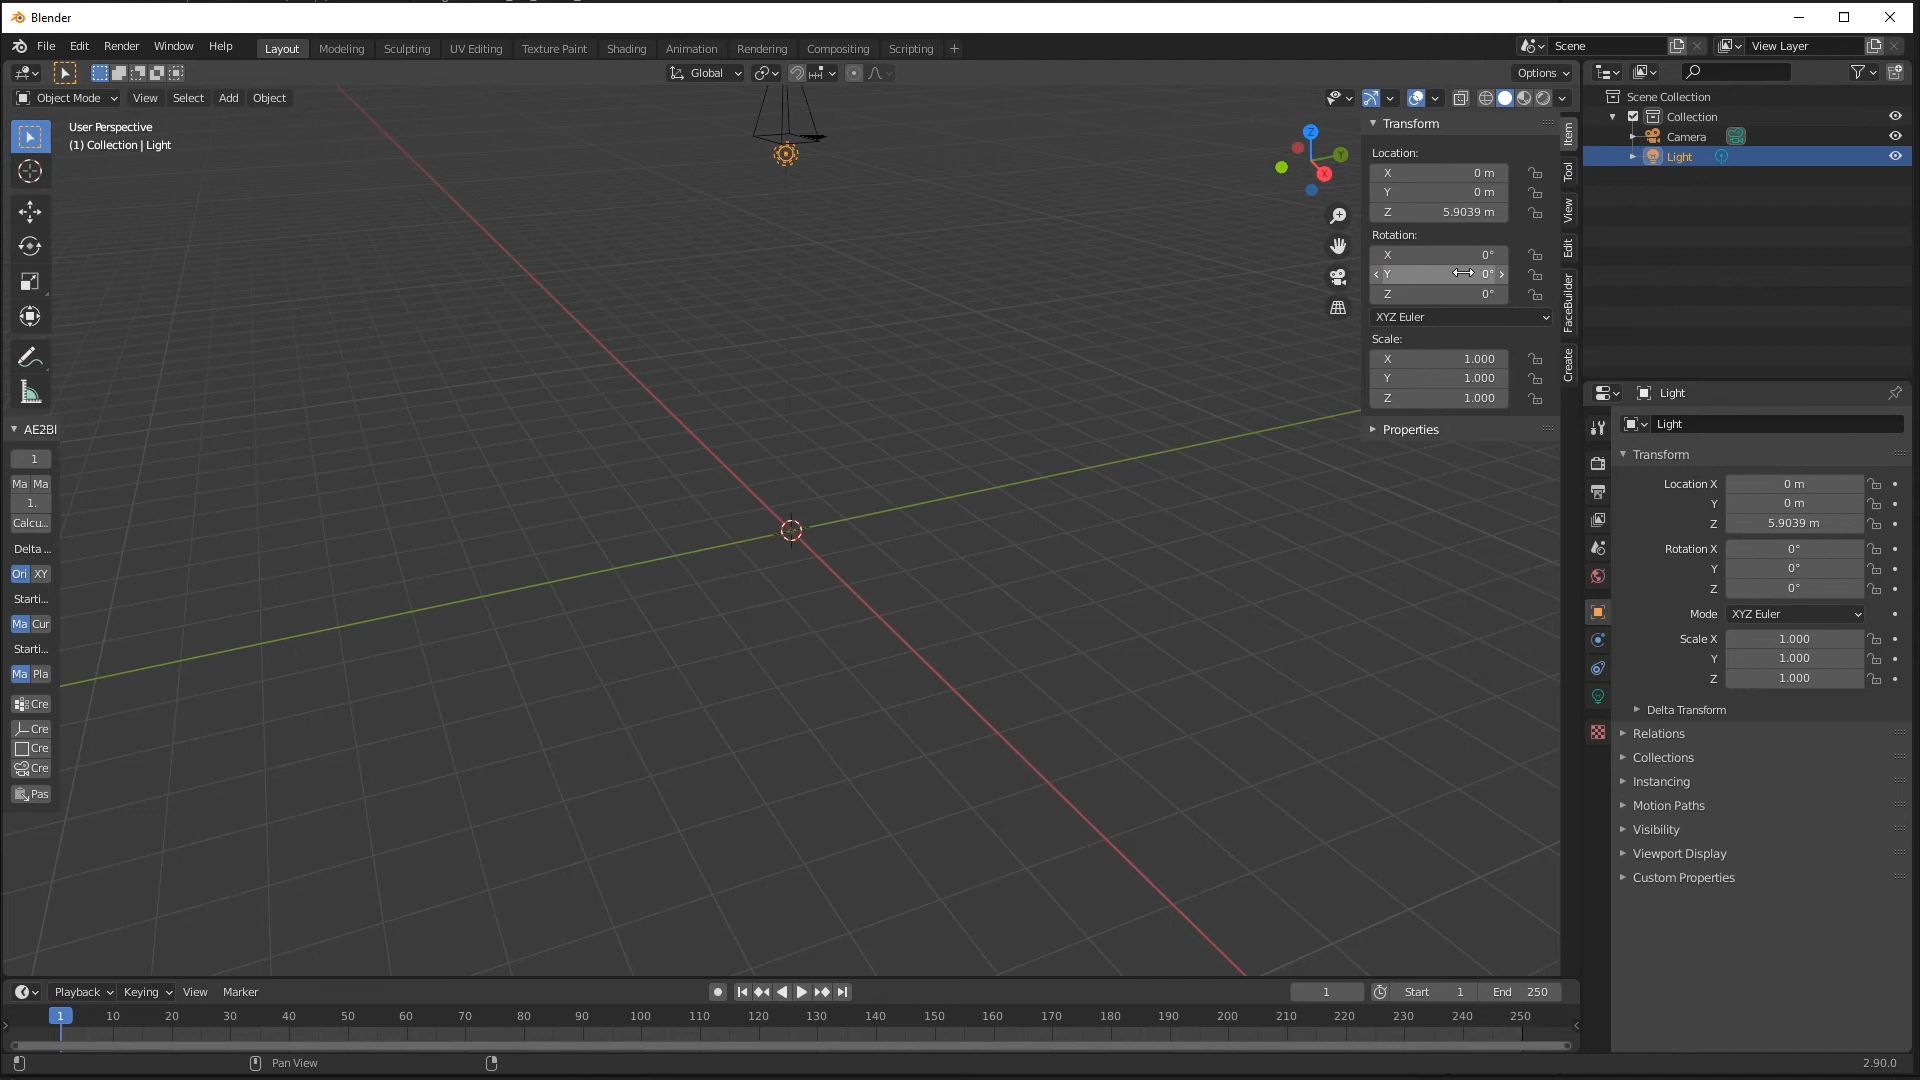 Blender
File Edit Render Window Help
Layout Modeling Sculpting UV Editing Texture Paint Shading Animation Rendering Compositing Scripting +
Scene
View Layer
Global
Options
Object Mode View Select Add Object
User Perspective
(1) Collection | Light
AE2Bl
1
Ma Ma
1.
Calcu...
Delta ...
Ori XY
Starti...
Ma Cur
Starti...
Ma Pla
Cre
Cre
Cre
Cre
Pas
Z
Y
X
Transform
Location:
X 0 m
Y 0 m
Z 5.9039 m
Rotation:
X 0°
Y 0°
Z 0°
XYZ Euler
Scale:
X 1.000
Y 1.000
Z 1.000
Properties
Item
Tool
View
Edit
FaceBuilder
Create
Scene Collection
Collection
Camera
Light
Light
Light
Transform
Location X 0 m
Y 0 m
Z 5.9039 m
Rotation X 0°
Y 0°
Z 0°
Mode XYZ Euler
Scale X 1.000
Y 1.000
Z 1.000
Delta Transform
Relations
Collections
Instancing
Motion Paths
Visibility
Viewport Display
Custom Properties
Playback Keying View Marker
1
Start 1
End 250
1 10 20 30 40 50 60 70 80 90 100 110 120 130 140 150 160 170 180 190 200 210 220 230 240 250
Pan View
2.90.0